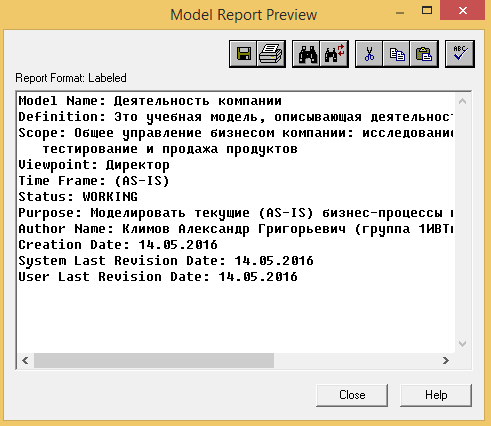 Model Report Preview
ABC
Report Format: Labeled
Model Name: Деятельность компании
Definition: Это учебная модель, описывающая деятельност
Scope: Общее управление бизнесом компании: исследование
тестирование и продажа продуктов
Viewpoint: Директор
Time Frame: (AS-IS)
Status: WORKING
Purpose: Моделировать текущие (AS-IS) бизнес-процессы
Author Name: Климов Александр Григорьевич (группа 1ИВТ
Creation Date: 14.05.2016
System Last Revision Date: 14.05.2016
User Last Revision Date: 14.05.2016
Close Help